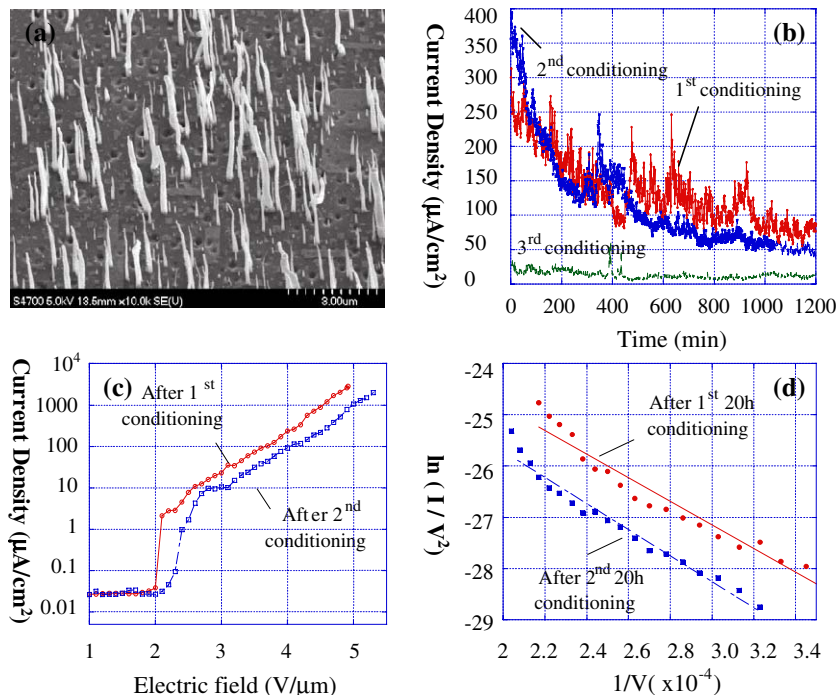 (a)
S4700 5.0kV 13.5mm x10.0k SE(U)
3.00um
(b)
Current Density (µA/cm²)
400
350
300
250
200
150
100
50
0
2nd
conditioning
1st
conditioning
3rd
conditioning
0 200 400 600 800 1000 1200
Time (min)
(c)
Current Density (µA/cm²)
10⁴
1000
100
10
1
0.1
0.01
After 1st
conditioning
After 2nd
conditioning
1 2 3 4 5
Electric field (V/µm)
(d)
ln ( I / V²)
-24
-25
-26
-27
-28
-29
After 1st 20h
conditioning
After 2nd 20h
conditioning
2 2.2 2.4 2.6 2.8 3 3.2 3.4
1/V( x10⁻⁴)